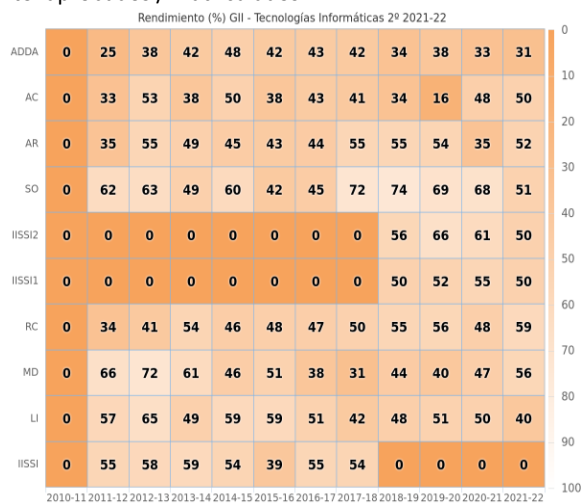 Rendimiento (%) GII - Tecnologías Informáticas 2º 2021-22
ADDA 0 25 38 42 48 42 43 42 34 38 33 31
AC 0 33 53 38 50 38 43 41 34 16 48 50
AR 0 35 55 49 45 43 44 55 55 54 35 52
SO 0 62 63 49 60 42 45 72 74 69 68 51
IISSI2 0 0 0 0 0 0 0 0 56 66 61 50
IISSI1 0 0 0 0 0 0 0 0 50 52 55 50
RC 0 34 41 54 46 48 47 50 55 56 48 59
MD 0 66 72 61 46 51 38 31 44 40 47 56
LI 0 57 65 49 59 59 51 42 48 51 50 40
IISSI 0 55 58 59 54 39 55 54 0 0 0 0
2010-11 2011-12 2012-13 2013-14 2014-15 2015-16 2016-17 2017-18 2018-19 2019-20 2020-21 2021-22
0
10
20
30
40
50
60
70
80
90
100